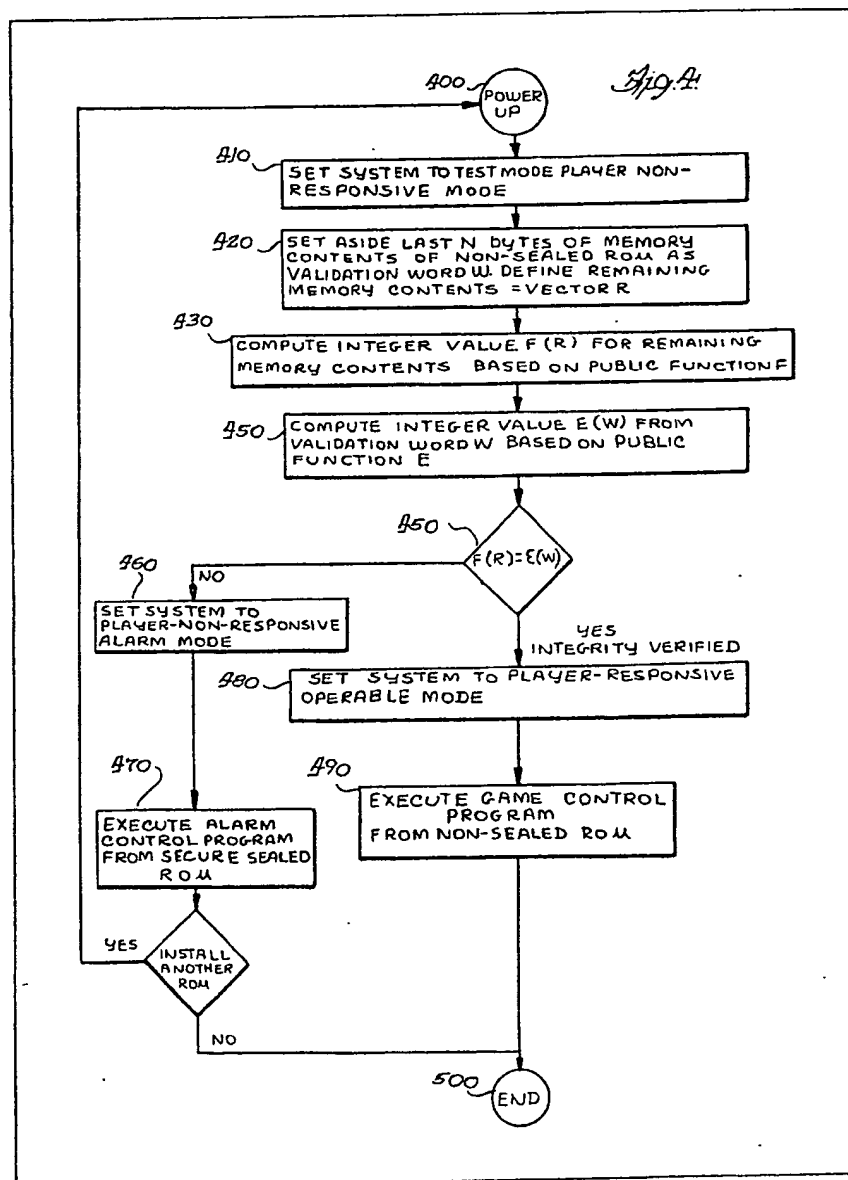 Fig. 4.
400
POWER
UP
410
SET SYSTEM TO TEST MODE PLAYER NON-
RESPONSIVE MODE
420
SET ASIDE LAST N BYTES OF MEMORY
CONTENTS OF NON-SEALED ROM AS
VALIDATION WORD W. DEFINE REMAINING
MEMORY CONTENTS = VECTOR R
430
COMPUTE INTEGER VALUE F(R) FOR REMAINING
MEMORY CONTENTS BASED ON PUBLIC FUNCTION F
450
COMPUTE INTEGER VALUE E(W) FROM
VALIDATION WORD W BASED ON PUBLIC
FUNCTION E
450
F(R)=E(W)
NO
460
SET SYSTEM TO
PLAYER-NON-RESPONSIVE
ALARM MODE
YES
INTEGRITY VERIFIED
480
SET SYSTEM TO PLAYER-RESPONSIVE
OPERABLE MODE
470
EXECUTE ALARM
CONTROL PROGRAM
FROM SECURE SEALED
ROM
490
EXECUTE GAME CONTROL
PROGRAM
FROM NON-SEALED ROM
YES
INSTALL
ANOTHER
ROM
NO
500
END